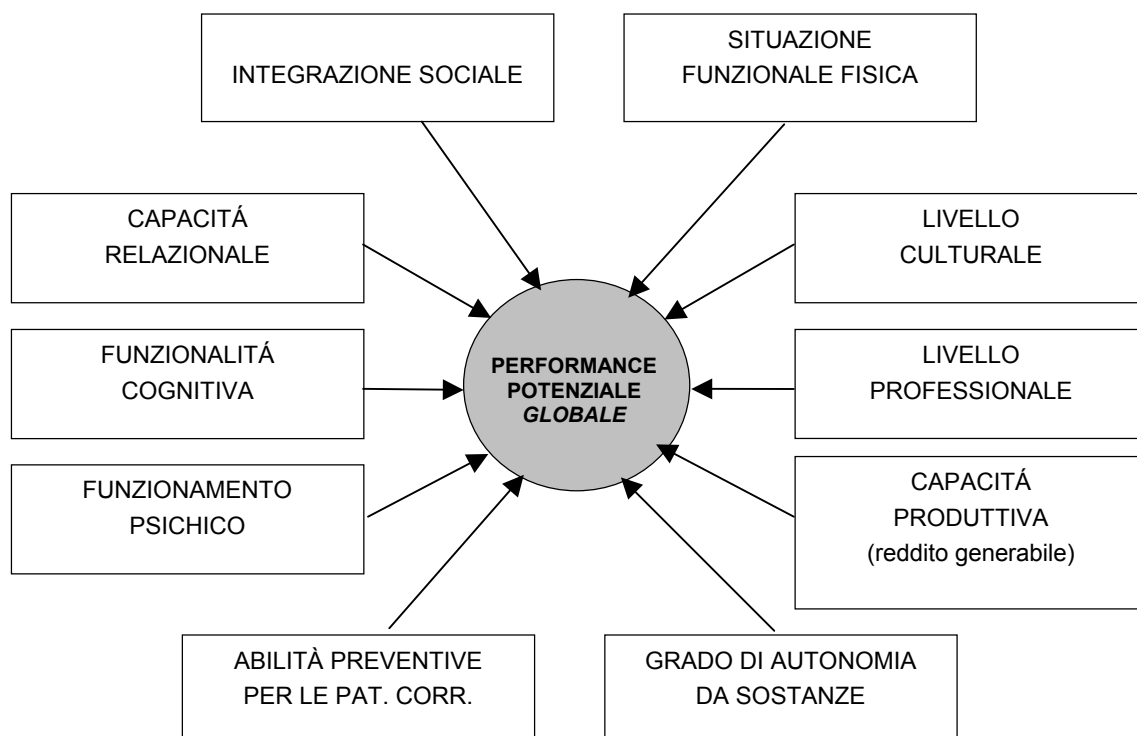 INTEGRAZIONE SOCIALE
SITUAZIONE
FUNZIONALE FISICA
CAPACITÁ
RELAZIONALE
LIVELLO
CULTURALE
FUNZIONALITÁ
COGNITIVA
PERFORMANCE
POTENZIALE
GLOBALE
LIVELLO
PROFESSIONALE
FUNZIONAMENTO
PSICHICO
CAPACITÁ
PRODUTTIVA
(reddito generabile)
ABILITÀ PREVENTIVE
PER LE PAT. CORR.
GRADO DI AUTONOMIA
DA SOSTANZE